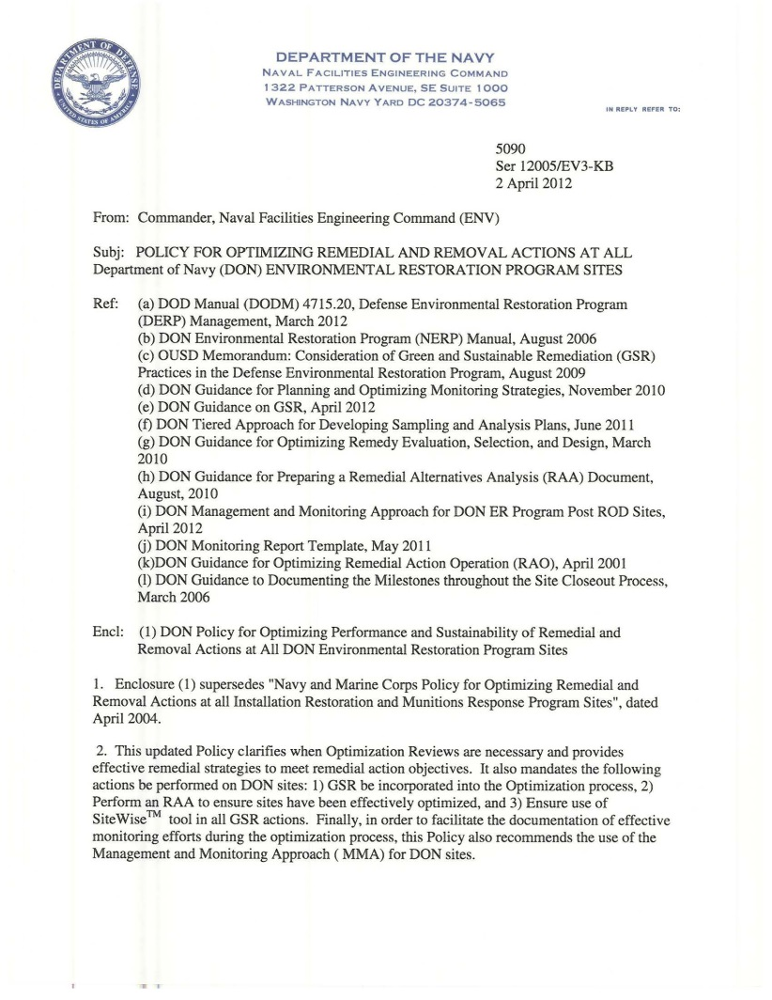 DEPARTMENT OF DEFENSE
UNITED STATES OF AMERICA
DEPARTMENT OF THE NAVY
NAVAL FACILITIES ENGINEERING COMMAND
1322 PATTERSON AVENUE, SE SUITE 1000
WASHINGTON NAVY YARD DC 20374-5065
IN REPLY REFER TO:
5090
Ser 12005/EV3-KB
2 April 2012
From: Commander, Naval Facilities Engineering Command (ENV)
Subj: POLICY FOR OPTIMIZING REMEDIAL AND REMOVAL ACTIONS AT ALL
Department of Navy (DON) ENVIRONMENTAL RESTORATION PROGRAM SITES
Ref: (a) DOD Manual (DODM) 4715.20, Defense Environmental Restoration Program
(DERP) Management, March 2012
(b) DON Environmental Restoration Program (NERP) Manual, August 2006
(c) OUSD Memorandum: Consideration of Green and Sustainable Remediation (GSR)
Practices in the Defense Environmental Restoration Program, August 2009
(d) DON Guidance for Planning and Optimizing Monitoring Strategies, November 2010
(e) DON Guidance on GSR, April 2012
(f) DON Tiered Approach for Developing Sampling and Analysis Plans, June 2011
(g) DON Guidance for Optimizing Remedy Evaluation, Selection, and Design, March
2010
(h) DON Guidance for Preparing a Remedial Alternatives Analysis (RAA) Document,
August, 2010
(i) DON Management and Monitoring Approach for DON ER Program Post ROD Sites,
April 2012
(j) DON Monitoring Report Template, May 2011
(k)DON Guidance for Optimizing Remedial Action Operation (RAO), April 2001
(l) DON Guidance to Documenting the Milestones throughout the Site Closeout Process,
March 2006
Encl: (1) DON Policy for Optimizing Performance and Sustainability of Remedial and
Removal Actions at All DON Environmental Restoration Program Sites
1. Enclosure (1) supersedes "Navy and Marine Corps Policy for Optimizing Remedial and
Removal Actions at all Installation Restoration and Munitions Response Program Sites", dated
April 2004.
2. This updated Policy clarifies when Optimization Reviews are necessary and provides
effective remedial strategies to meet remedial action objectives. It also mandates the following
actions be performed on DON sites: 1) GSR be incorporated into the Optimization process, 2)
Perform an RAA to ensure sites have been effectively optimized, and 3) Ensure use of
SiteWise™ tool in all GSR actions. Finally, in order to facilitate the documentation of effective
monitoring efforts during the optimization process, this Policy also recommends the use of the
Management and Monitoring Approach ( MMA) for DON sites.